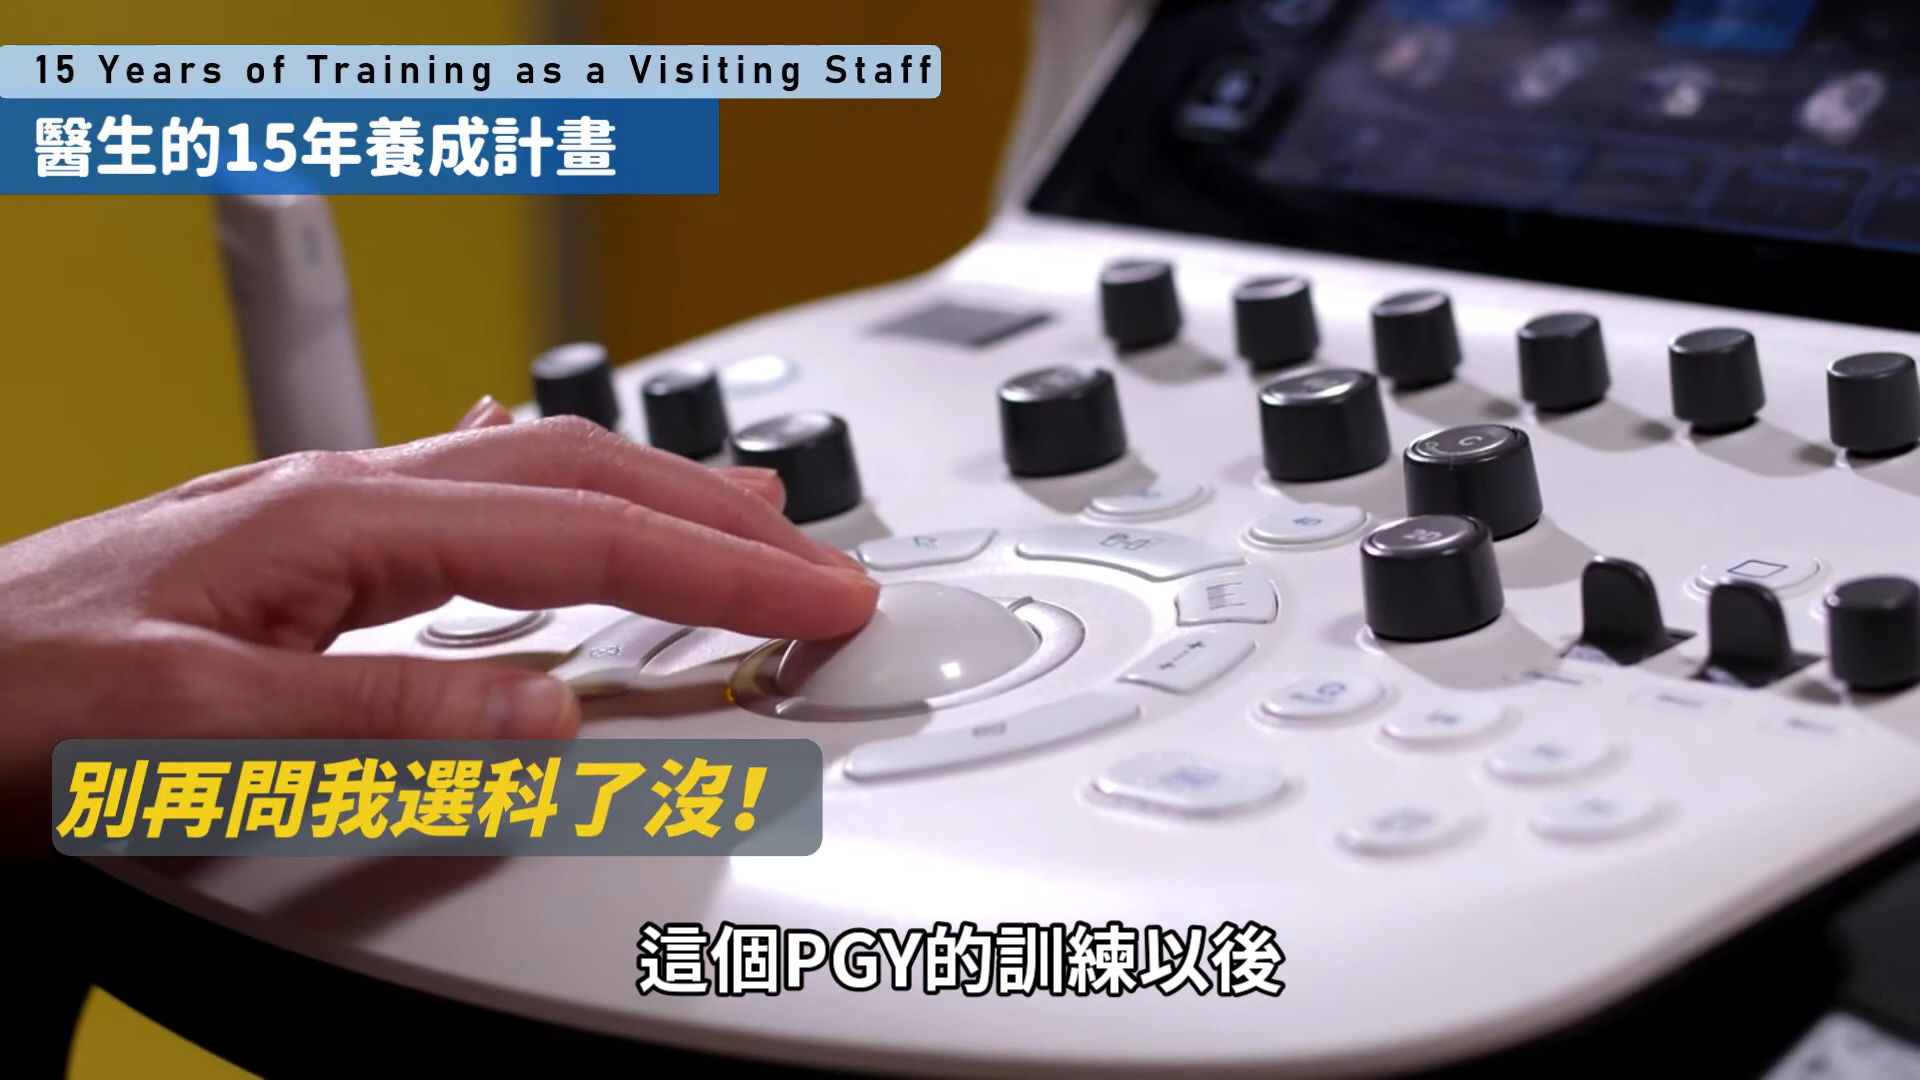 15 Years of Training as a Visiting Staff
醫生的15年養成計畫
2D
別再問我選科了沒!
這個PGY的訓練以後